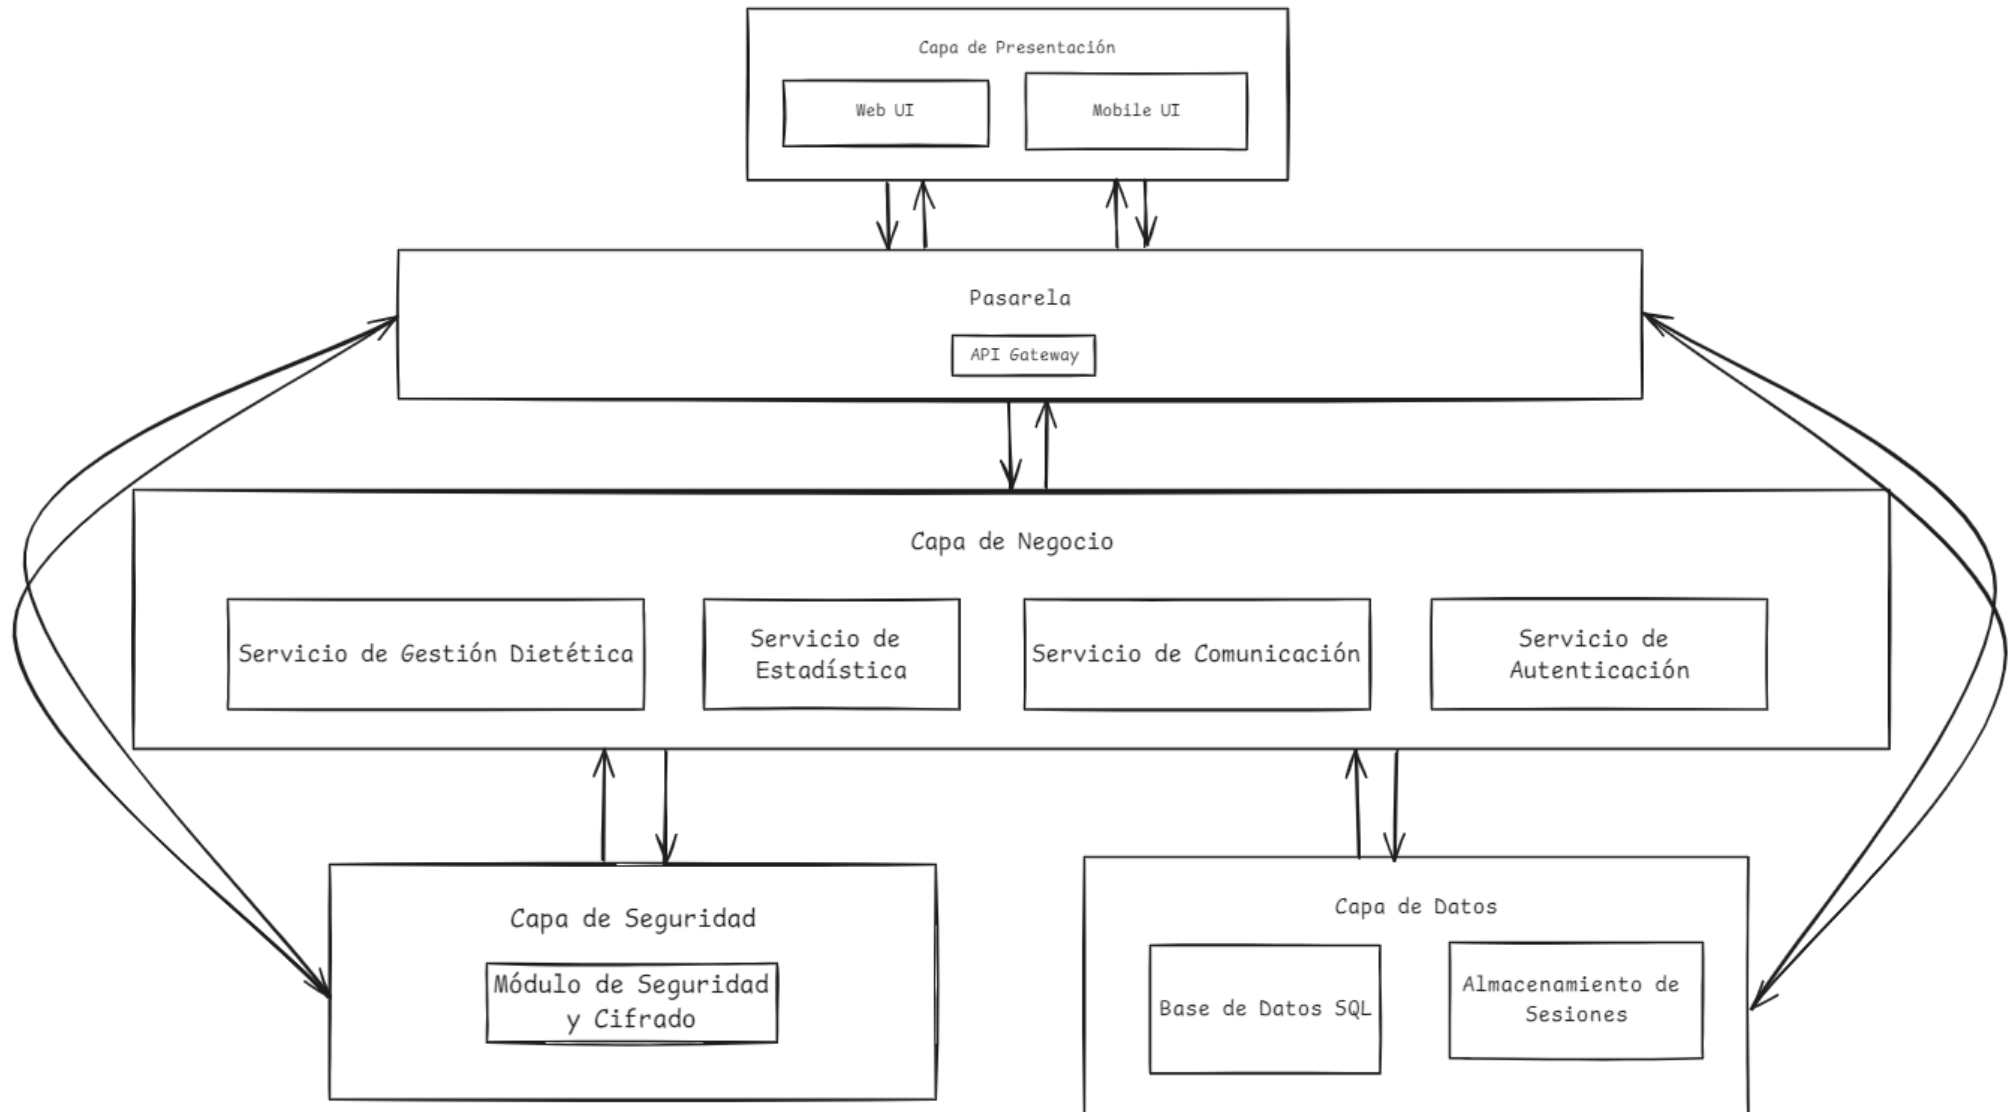 Capa de Presentación
Web UI
Mobile UI
Pasarela
API Gateway
Capa de Negocio
Servicio de Gestión Dietética
Servicio de
Estadística
Servicio de Comunicación
Servicio de
Autenticación
Capa de Seguridad
Módulo de Seguridad
y Cifrado
Capa de Datos
Base de Datos SQL
Almacenamiento de
Sesiones